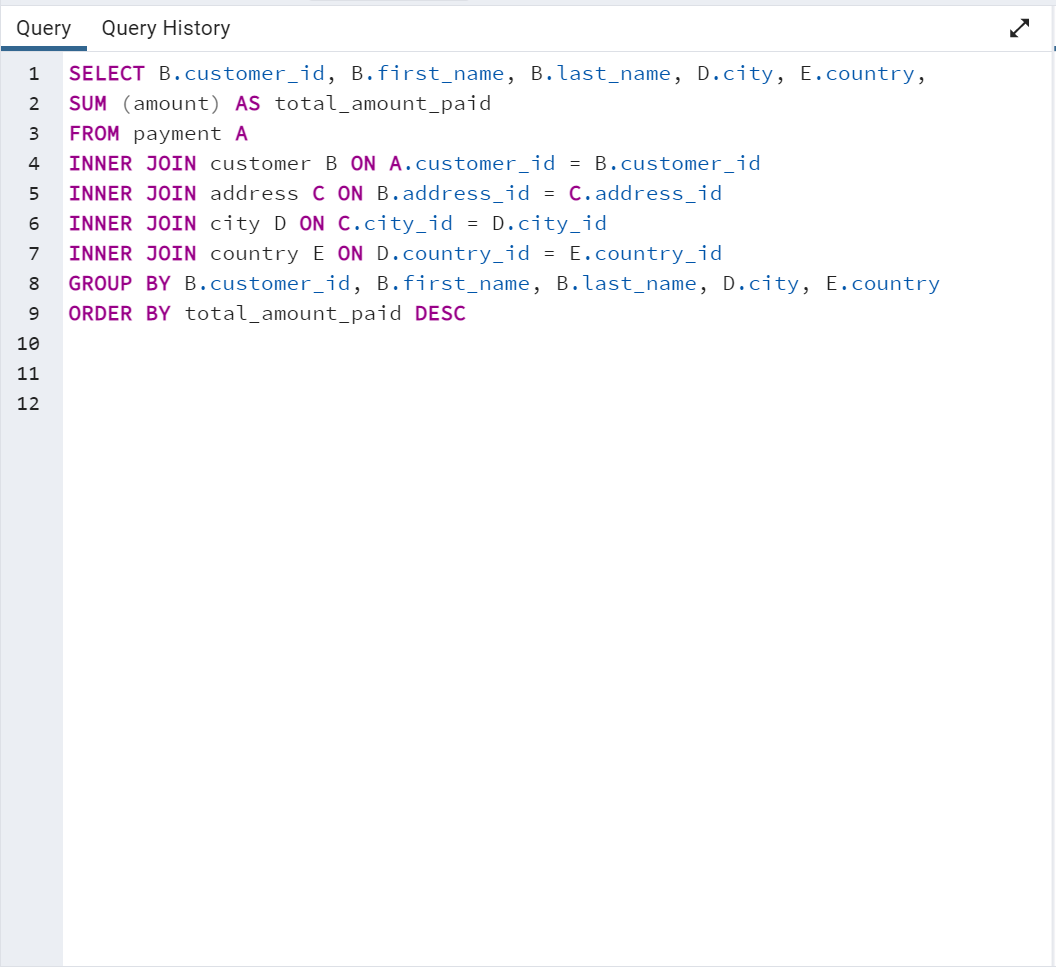 Query Query History
1 SELECT B.customer_id, B.first_name, B.last_name, D.city, E.country,
2 SUM (amount) AS total_amount_paid
3 FROM payment A
4 INNER JOIN customer B ON A.customer_id = B.customer_id
5 INNER JOIN address C ON B.address_id = C.address_id
6 INNER JOIN city D ON C.city_id = D.city_id
7 INNER JOIN country E ON D.country_id = E.country_id
8 GROUP BY B.customer_id, B.first_name, B.last_name, D.city, E.country
9 ORDER BY total_amount_paid DESC
10
11
12